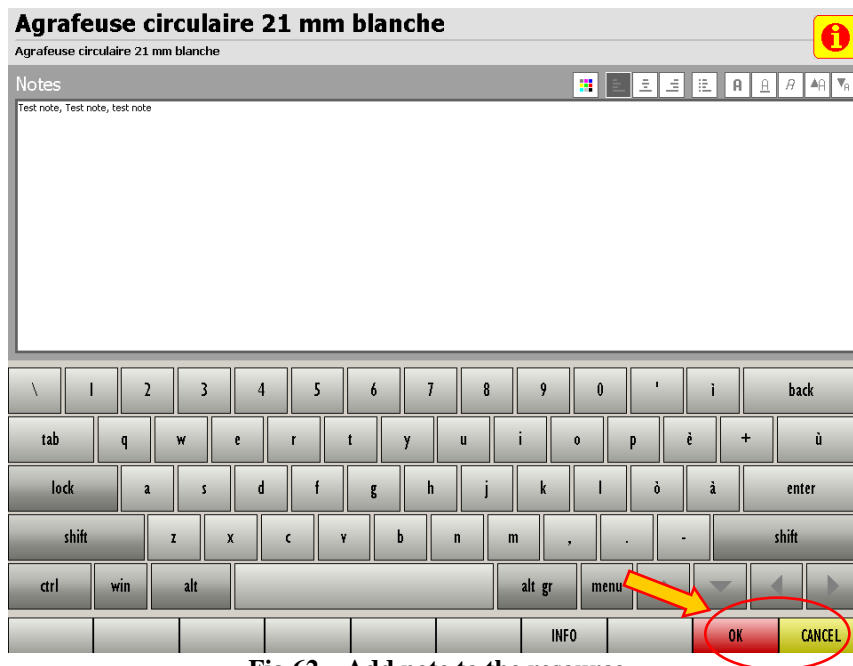 Agrafeuse circulaire 21 mm blanche
Agrafeuse circulaire 21 mm blanche
i
Notes
A A A A A
Test note, Test note, test note
\ 1 2 3 4 5 6 7 8 9 0 ' ì back
tab q w e r t y u i o p è + ù
lock a s d f g h j k l ò à enter
shift z x c v b n m , . - shift
ctrl win alt alt gr menu
INFO OK CANCEL